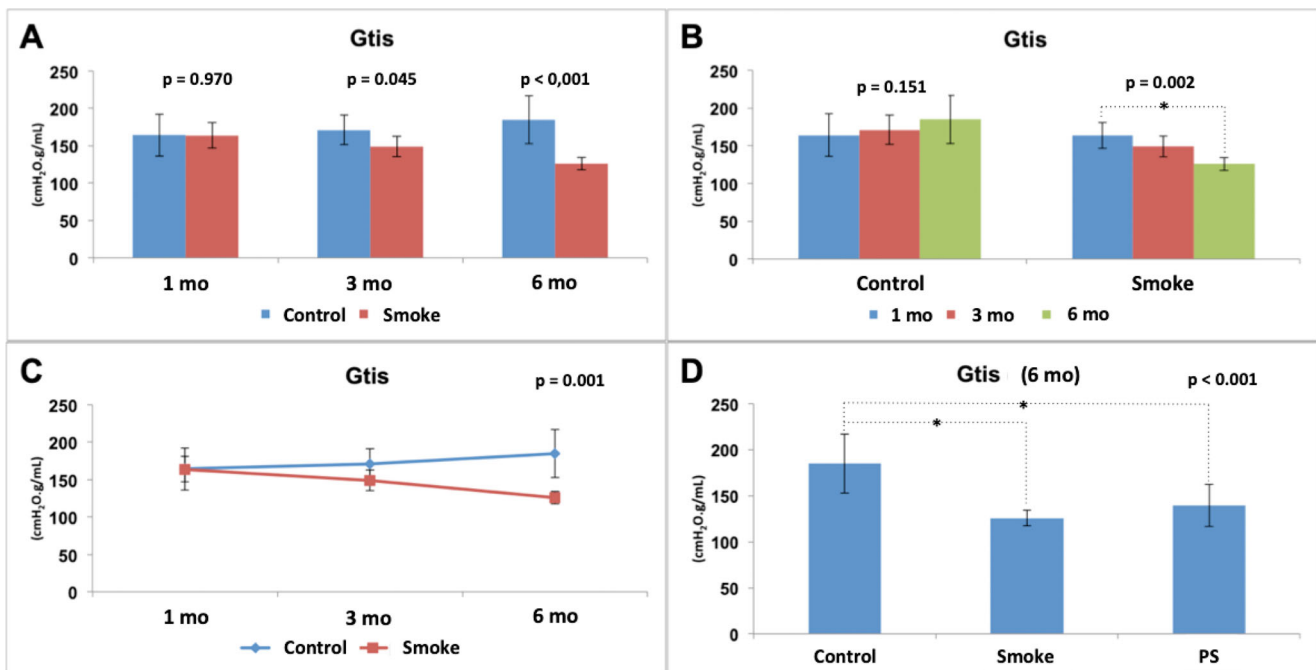 A
Gtis
p = 0.970
p = 0.045
p < 0,001
(cmH₂O.g/mL)
250
200
150
100
50
0
1 mo
3 mo
6 mo
Control
Smoke
B
Gtis
p = 0.151
p = 0.002
*
(cmH₂O.g/mL)
250
200
150
100
50
0
Control
Smoke
1 mo
3 mo
6 mo
C
Gtis
p = 0.001
(cmH₂O.g/mL)
250
200
150
100
50
0
1 mo
3 mo
6 mo
Control
Smoke
D
Gtis (6 mo)
p < 0.001
*
*
(cmH₂O.g/mL)
250
200
150
100
50
0
Control
Smoke
PS